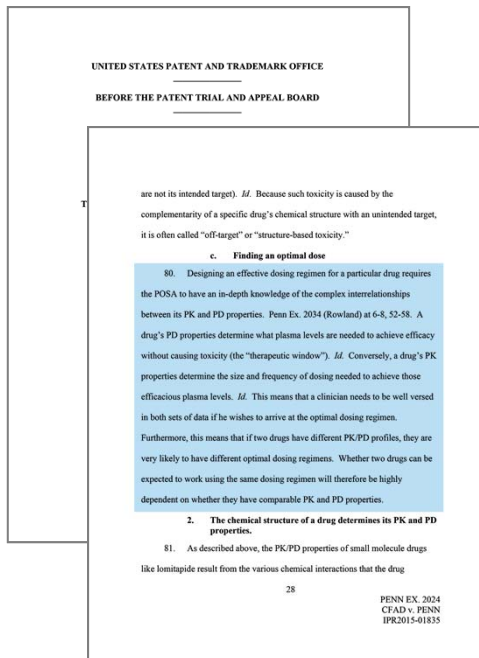 UNITED STATES PATENT AND TRADEMARK OFFICE
BEFORE THE PATENT TRIAL AND APPEAL BOARD
T
are not its intended target). Id. Because such toxicity is caused by the
complementarity of a specific drug's chemical structure with an unintended target,
it is often called "off-target" or "structure-based toxicity."
c. Finding an optimal dose
80. Designing an effective dosing regimen for a particular drug requires
the POSA to have an in-depth knowledge of the complex interrelationships
between its PK and PD properties. Penn Ex. 2034 (Rowland) at 6-8, 52-58. A
drug's PD properties determine what plasma levels are needed to achieve efficacy
without causing toxicity (the "therapeutic window"). Id. Conversely, a drug's PK
properties determine the size and frequency of dosing needed to achieve those
efficacious plasma levels. Id. This means that a clinician needs to be well versed
in both sets of data if he wishes to arrive at the optimal dosing regimen.
Furthermore, this means that if two drugs have different PK/PD profiles, they are
very likely to have different optimal dosing regimens. Whether two drugs can be
expected to work using the same dosing regimen will therefore be highly
dependent on whether they have comparable PK and PD properties.
2. The chemical structure of a drug determines its PK and PD
properties.
81. As described above, the PK/PD properties of small molecule drugs
like lomitapide result from the various chemical interactions that the drug
28
PENN EX. 2024
CFAD v. PENN
IPR2015-01835